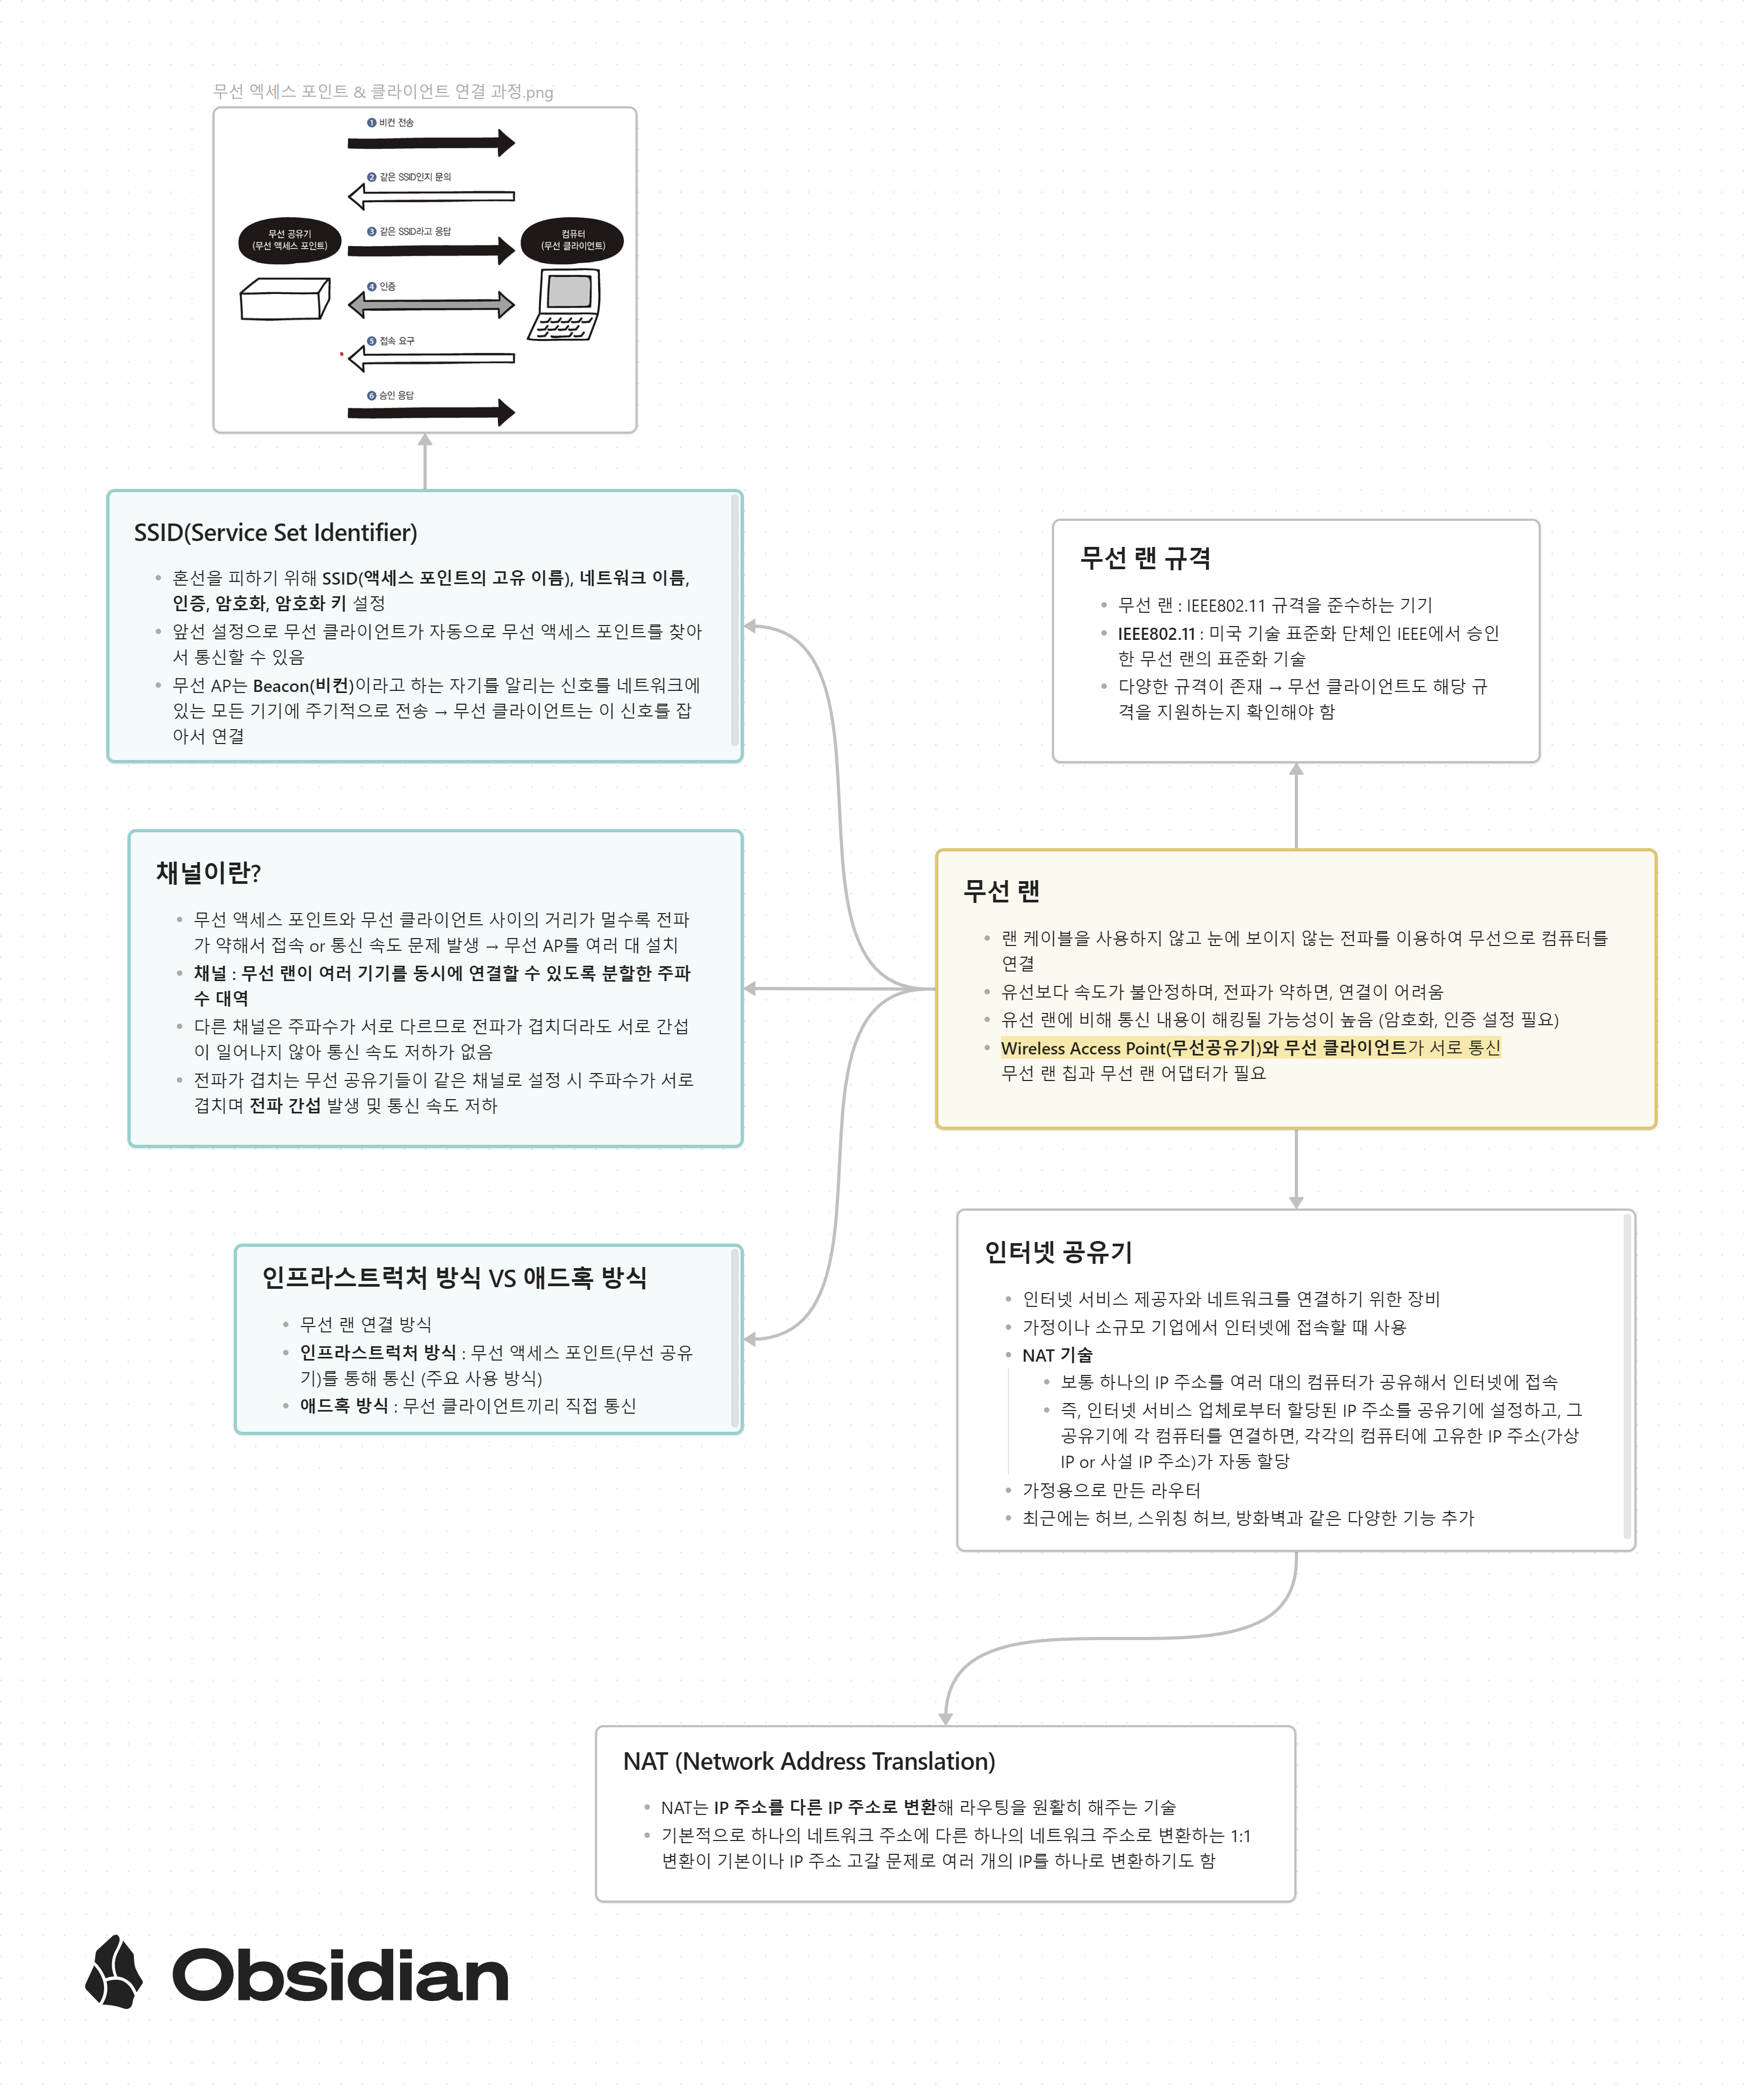 무선 엑세스 포인트 & 클라이언트 연결 과정.png
1 비컨 전송
2 같은 SSID인지 문의
무선 공유기
(무선 액세스 포인트)
3 같은 SSID라고 응답
컴퓨터
(무선 클라이언트)
4 인증
5 접속 요구
6 승인 응답
SSID(Service Set Identifier)
• 혼선을 피하기 위해 SSID(액세스 포인트의 고유 이름), 네트워크 이름,
인증, 암호화, 암호화 키 설정
• 앞선 설정으로 무선 클라이언트가 자동으로 무선 액세스 포인트를 찾아
서 통신할 수 있음
• 무선 AP는 Beacon(비컨)이라고 하는 자기를 알리는 신호를 네트워크에
있는 모든 기기에 주기적으로 전송 → 무선 클라이언트는 이 신호를 잡
아서 연결
무선 랜 규격
• 무선 랜 : IEEE802.11 규격을 준수하는 기기
• IEEE802.11 : 미국 기술 표준화 단체인 IEEE에서 승인
한 무선 랜의 표준화 기술
• 다양한 규격이 존재 → 무선 클라이언트도 해당 규
격을 지원하는지 확인해야 함
채널이란?
• 무선 액세스 포인트와 무선 클라이언트 사이의 거리가 멀수록 전파
가 약해서 접속 or 통신 속도 문제 발생 → 무선 AP를 여러 대 설치
• 채널 : 무선 랜이 여러 기기를 동시에 연결할 수 있도록 분할한 주파
수 대역
• 다른 채널은 주파수가 서로 다르므로 전파가 겹치더라도 서로 간섭
이 일어나지 않아 통신 속도 저하가 없음
• 전파가 겹치는 무선 공유기들이 같은 채널로 설정 시 주파수가 서로
겹치며 전파 간섭 발생 및 통신 속도 저하
무선 랜
• 랜 케이블을 사용하지 않고 눈에 보이지 않는 전파를 이용하여 무선으로 컴퓨터를
연결
• 유선보다 속도가 불안정하며, 전파가 약하면, 연결이 어려움
• 유선 랜에 비해 통신 내용이 해킹될 가능성이 높음 (암호화, 인증 설정 필요)
• Wireless Access Point(무선공유기)와 무선 클라이언트가 서로 통신
무선 랜 칩과 무선 랜 어댑터가 필요
인프라스트럭처 방식 VS 애드혹 방식
• 무선 랜 연결 방식
• 인프라스트럭처 방식 : 무선 액세스 포인트(무선 공유
기)를 통해 통신 (주요 사용 방식)
• 애드혹 방식 : 무선 클라이언트끼리 직접 통신
인터넷 공유기
• 인터넷 서비스 제공자와 네트워크를 연결하기 위한 장비
• 가정이나 소규모 기업에서 인터넷에 접속할 때 사용
• NAT 기술
• 보통 하나의 IP 주소를 여러 대의 컴퓨터가 공유해서 인터넷에 접속
• 즉, 인터넷 서비스 업체로부터 할당된 IP 주소를 공유기에 설정하고, 그
공유기에 각 컴퓨터를 연결하면, 각각의 컴퓨터에 고유한 IP 주소(가상
IP or 사설 IP 주소)가 자동 할당
• 가정용으로 만든 라우터
• 최근에는 허브, 스위칭 허브, 방화벽과 같은 다양한 기능 추가
NAT (Network Address Translation)
• NAT는 IP 주소를 다른 IP 주소로 변환해 라우팅을 원활히 해주는 기술
• 기본적으로 하나의 네트워크 주소에 다른 하나의 네트워크 주소로 변환하는 1:1
변환이 기본이나 IP 주소 고갈 문제로 여러 개의 IP를 하나로 변환하기도 함
Obsidian